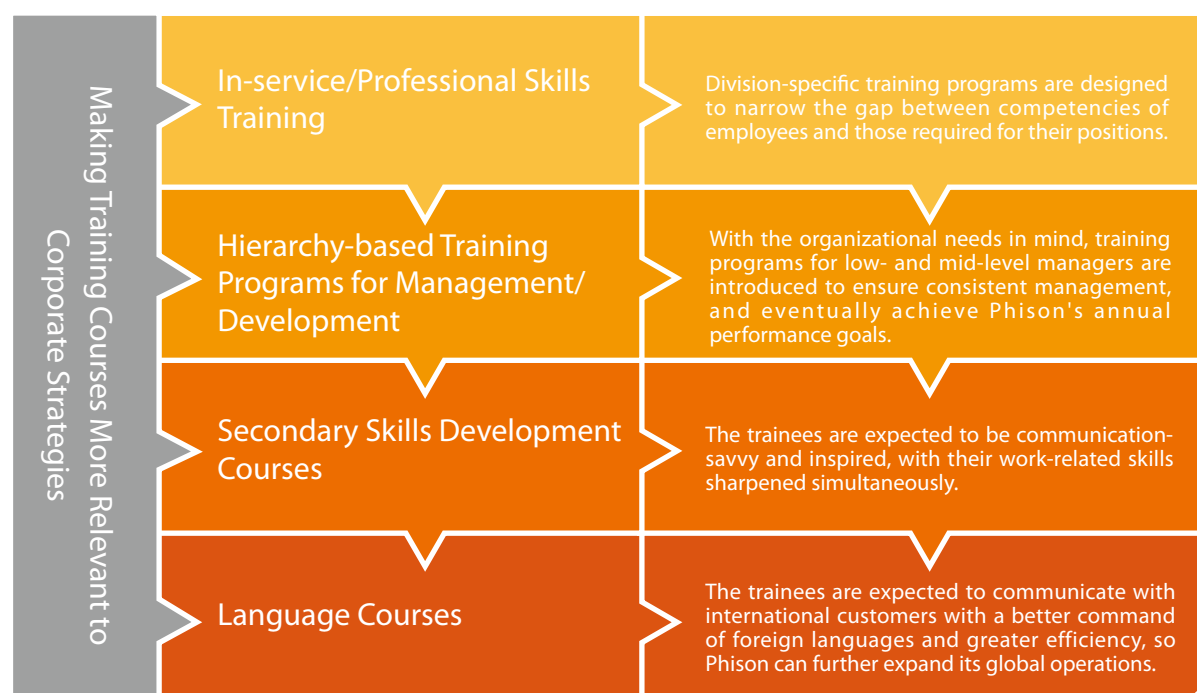 Making Training Courses More Relevant to
Corporate Strategies
In-service/Professional Skills
Training
Division-specific training programs are designed
to narrow the gap between competencies of
employees and those required for their positions.
Hierarchy-based Training
Programs for Management/
Development
With the organizational needs in mind, training
programs for low- and mid-level managers are
introduced to ensure consistent management,
and eventually achieve Phison's annual
performance goals.
Secondary Skills Development
Courses
The trainees are expected to be communication-
savvy and inspired, with their work-related skills
sharpened simultaneously.
Language Courses
The trainees are expected to communicate with
international customers with a better command
of foreign languages and greater efficiency, so
Phison can further expand its global operations.